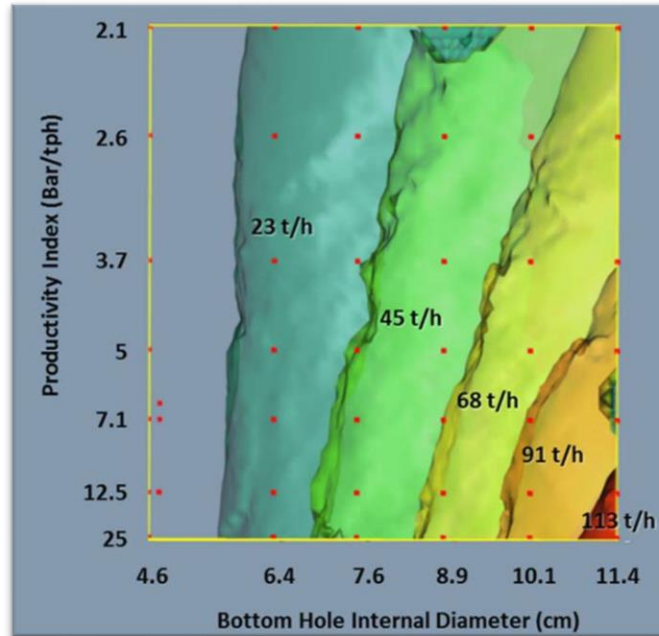 2.1
2.6
3.7
5
7.1
12.5
25
Productivity Index (Bar/tph)
23 t/h
45 t/h
68 t/h
91 t/h
113 t/h
4.6 6.4 7.6 8.9 10.1 11.4
Bottom Hole Internal Diameter (cm)